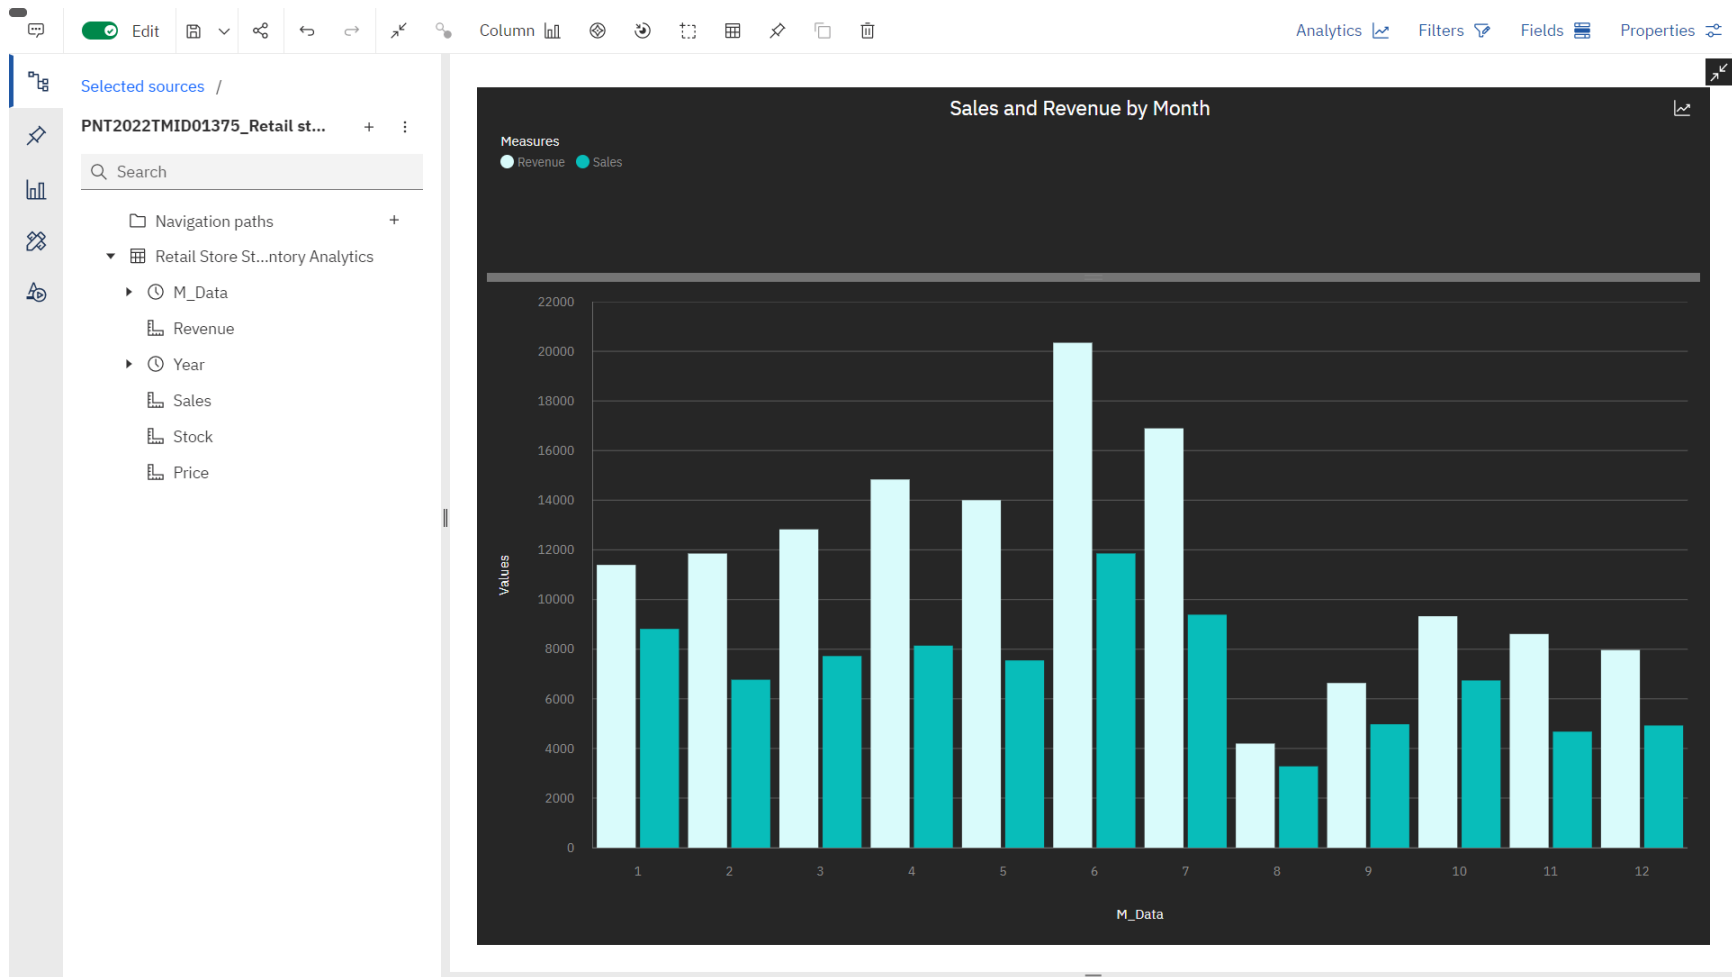 Edit
Column
Analytics
Filters
Fields
Properties
Selected sources /
PNT2022TMID01375_Retail st...
Search
Navigation paths
Retail Store St...ntory Analytics
M_Data
Revenue
Year
Sales
Stock
Price
Sales and Revenue by Month
Measures
Revenue Sales
22000
20000
18000
16000
14000
12000
10000
8000
6000
4000
2000
0
Values
1 2 3 4 5 6 7 8 9 10 11 12
M_Data